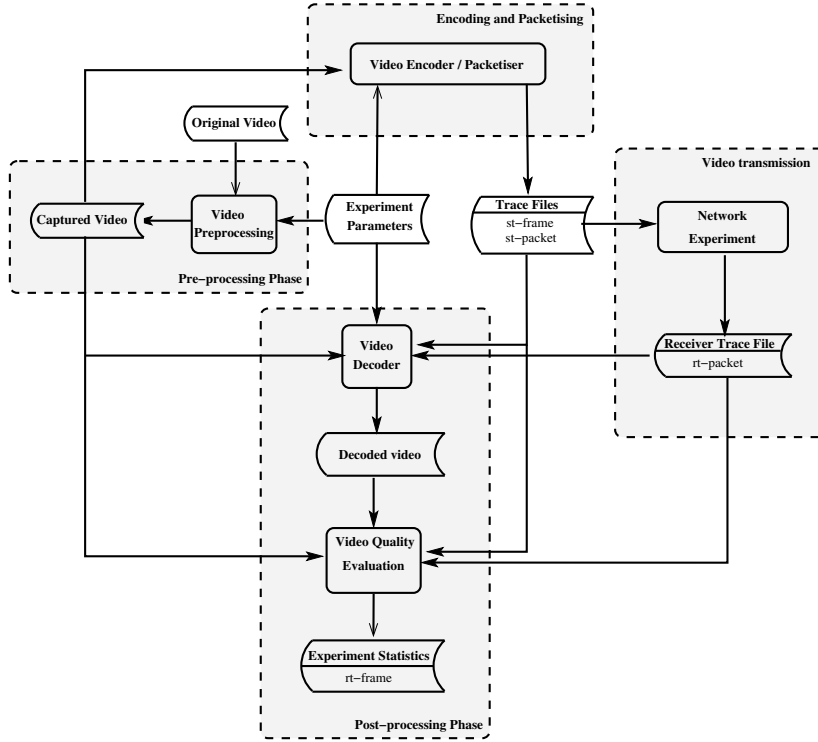 Encoding and Packetising
Video Encoder / Packetiser
Original Video
Video transmission
Captured Video
Video
Preprocessing
Experiment
Parameters
Trace Files
st-frame
st-packet
Network
Experiment
Pre-processing Phase
Video
Decoder
Receiver Trace File
rt-packet
Decoded video
Video Quality
Evaluation
Experiment Statistics
rt-frame
Post-processing Phase